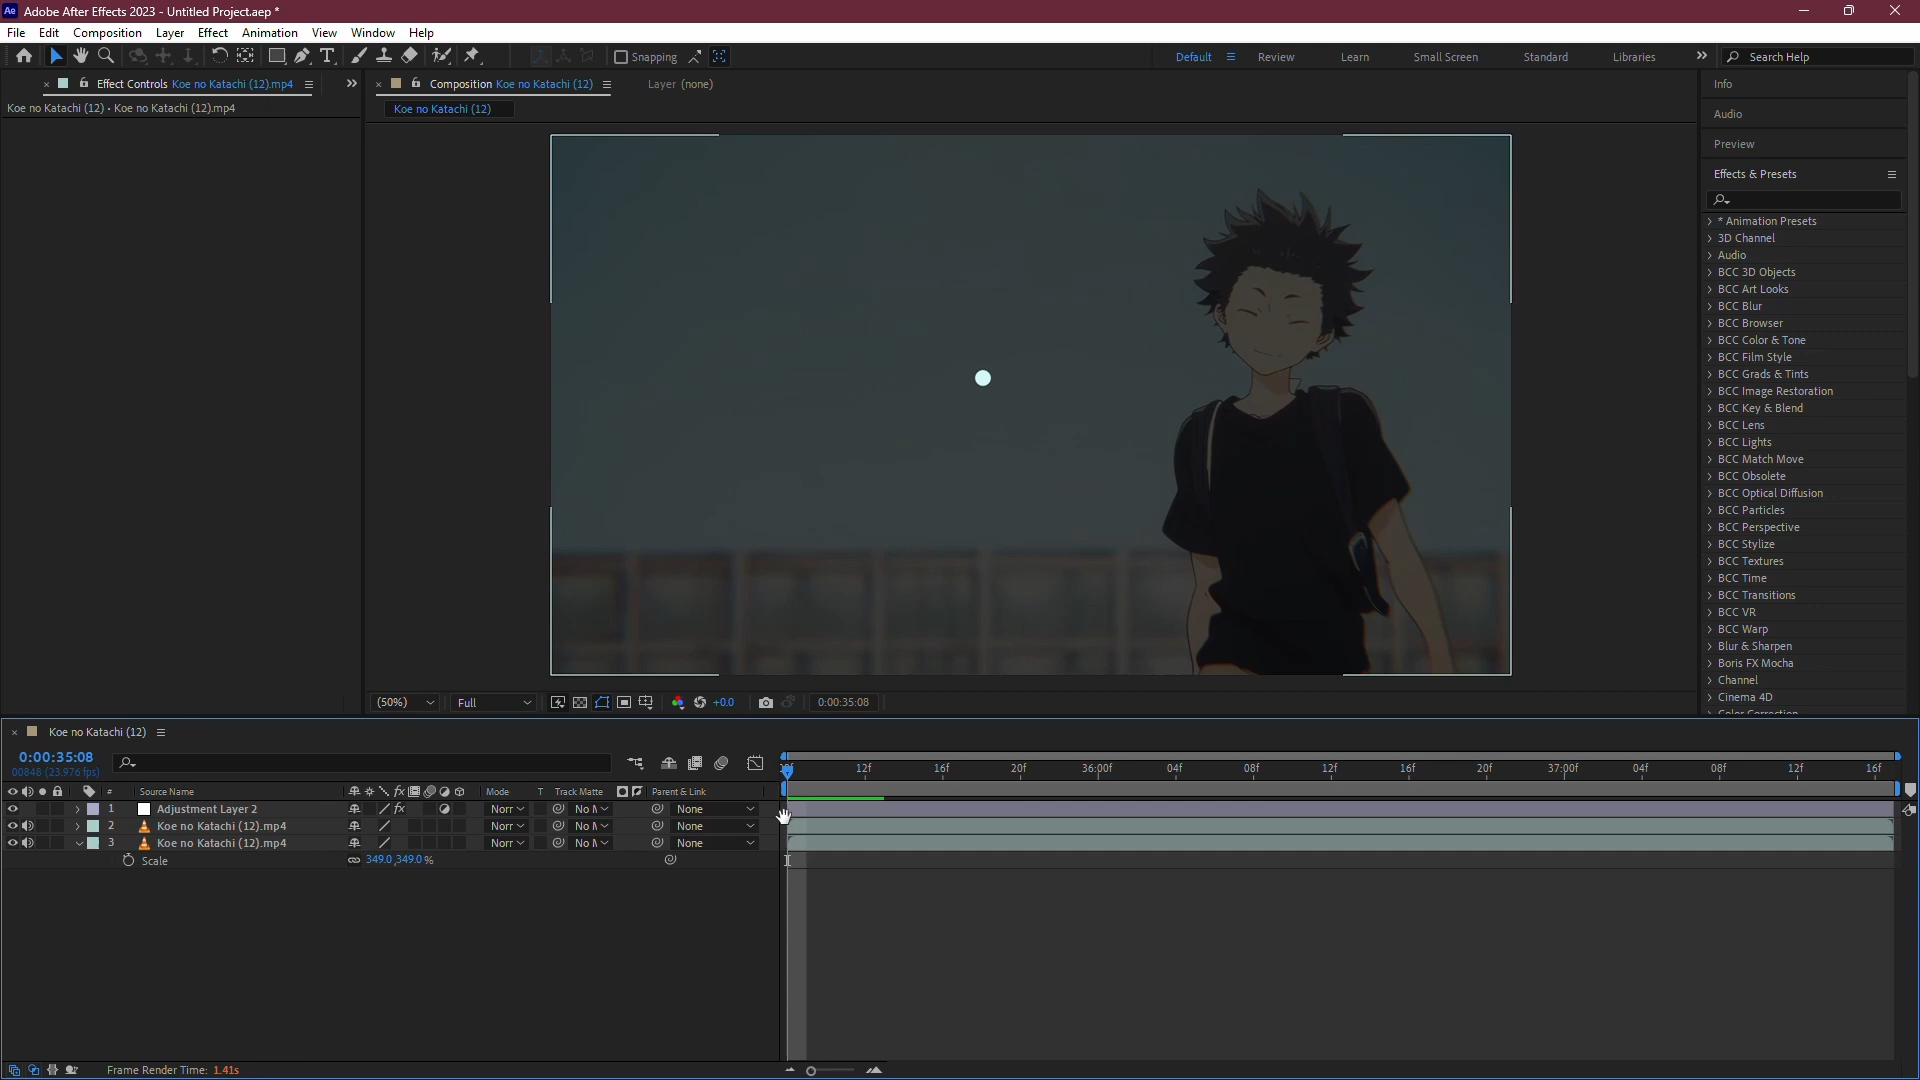 Ae Adobe After Effects 2023 - Untitled Project.aep *
File Edit Composition Layer Effect Animation View Window Help
Snapping
Default Review Learn Small Screen Standard Libraries Search Help
Effect Controls Koe no Katachi (12).mp4
Composition Koe no Katachi (12) Layer (none)
Koe no Katachi (12) • Koe no Katachi (12).mp4
Koe no Katachi (12)
Info
Audio
Preview
Effects & Presets
* Animation Presets
3D Channel
Audio
BCC 3D Objects
BCC Art Looks
BCC Blur
BCC Browser
BCC Color & Tone
BCC Film Style
BCC Grads & Tints
BCC Image Restoration
BCC Key & Blend
BCC Lens
BCC Lights
BCC Match Move
BCC Obsolete
BCC Optical Diffusion
BCC Particles
BCC Perspective
BCC Stylize
BCC Textures
BCC Time
BCC Transitions
BCC VR
BCC Warp
Blur & Sharpen
Boris FX Mocha
Channel
Cinema 4D
Color Correction
(50%) Full +0.0 0:00:35:08
Koe no Katachi (12)
0:00:35:08
00848 (23.976 fps)
12f 16f 20f 36:00f 04f 08f 12f 16f 20f 37:00f 04f 08f 12f 16f
# Source Name Mode T Track Matte Parent & Link
1 Adjustment Layer 2 Norr No M None
2 Koe no Katachi (12).mp4 Norr No M None
3 Koe no Katachi (12).mp4 Norr No M None
Scale 349.0,349.0 %
Frame Render Time: 1.41s